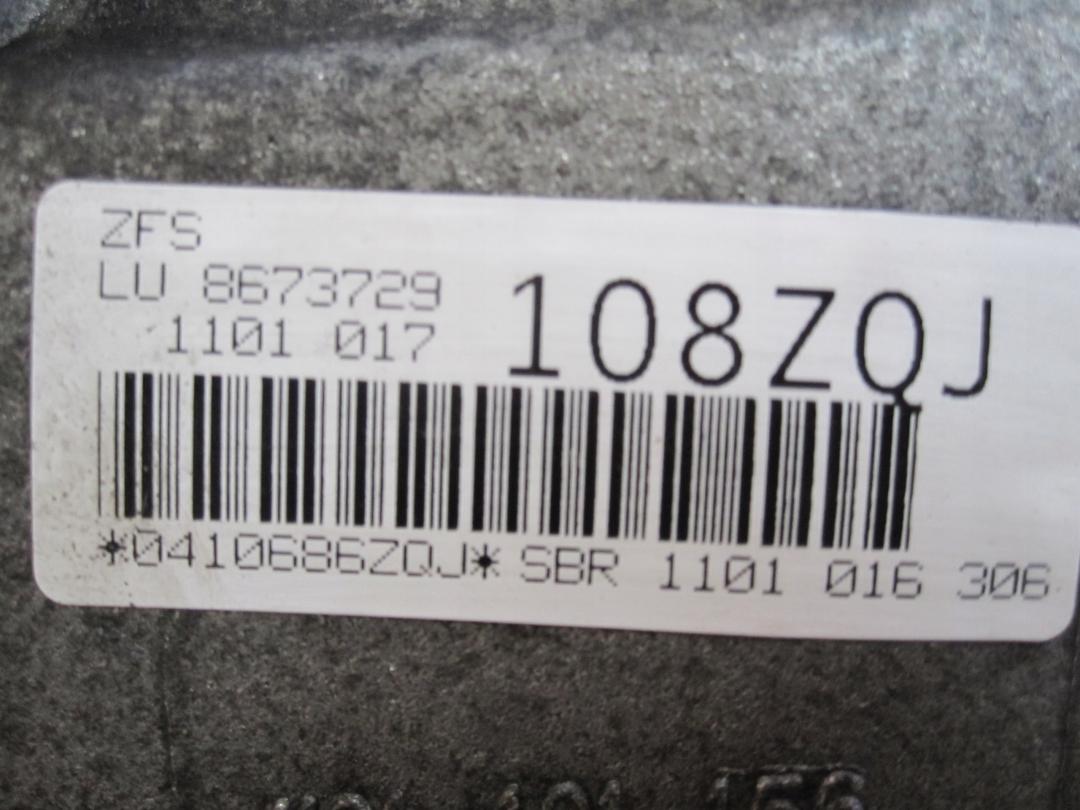 ZFS
LU 8673729
1101 017
108ZQJ
*0410686ZQJ* SBR 1101 016 306